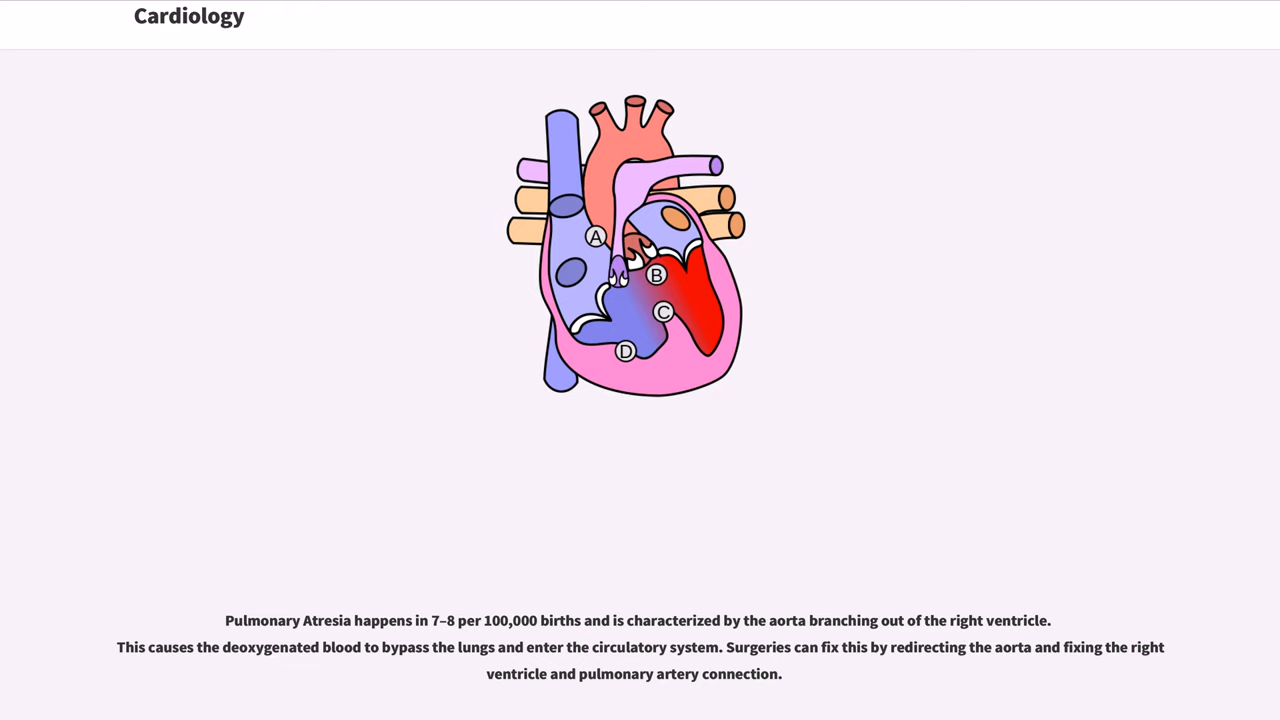 Cardiology
A
B
C
D
Pulmonary Atresia happens in 7–8 per 100,000 births and is characterized by the aorta branching out of the right ventricle.
This causes the deoxygenated blood to bypass the lungs and enter the circulatory system. Surgeries can fix this by redirecting the aorta and fixing the right
ventricle and pulmonary artery connection.